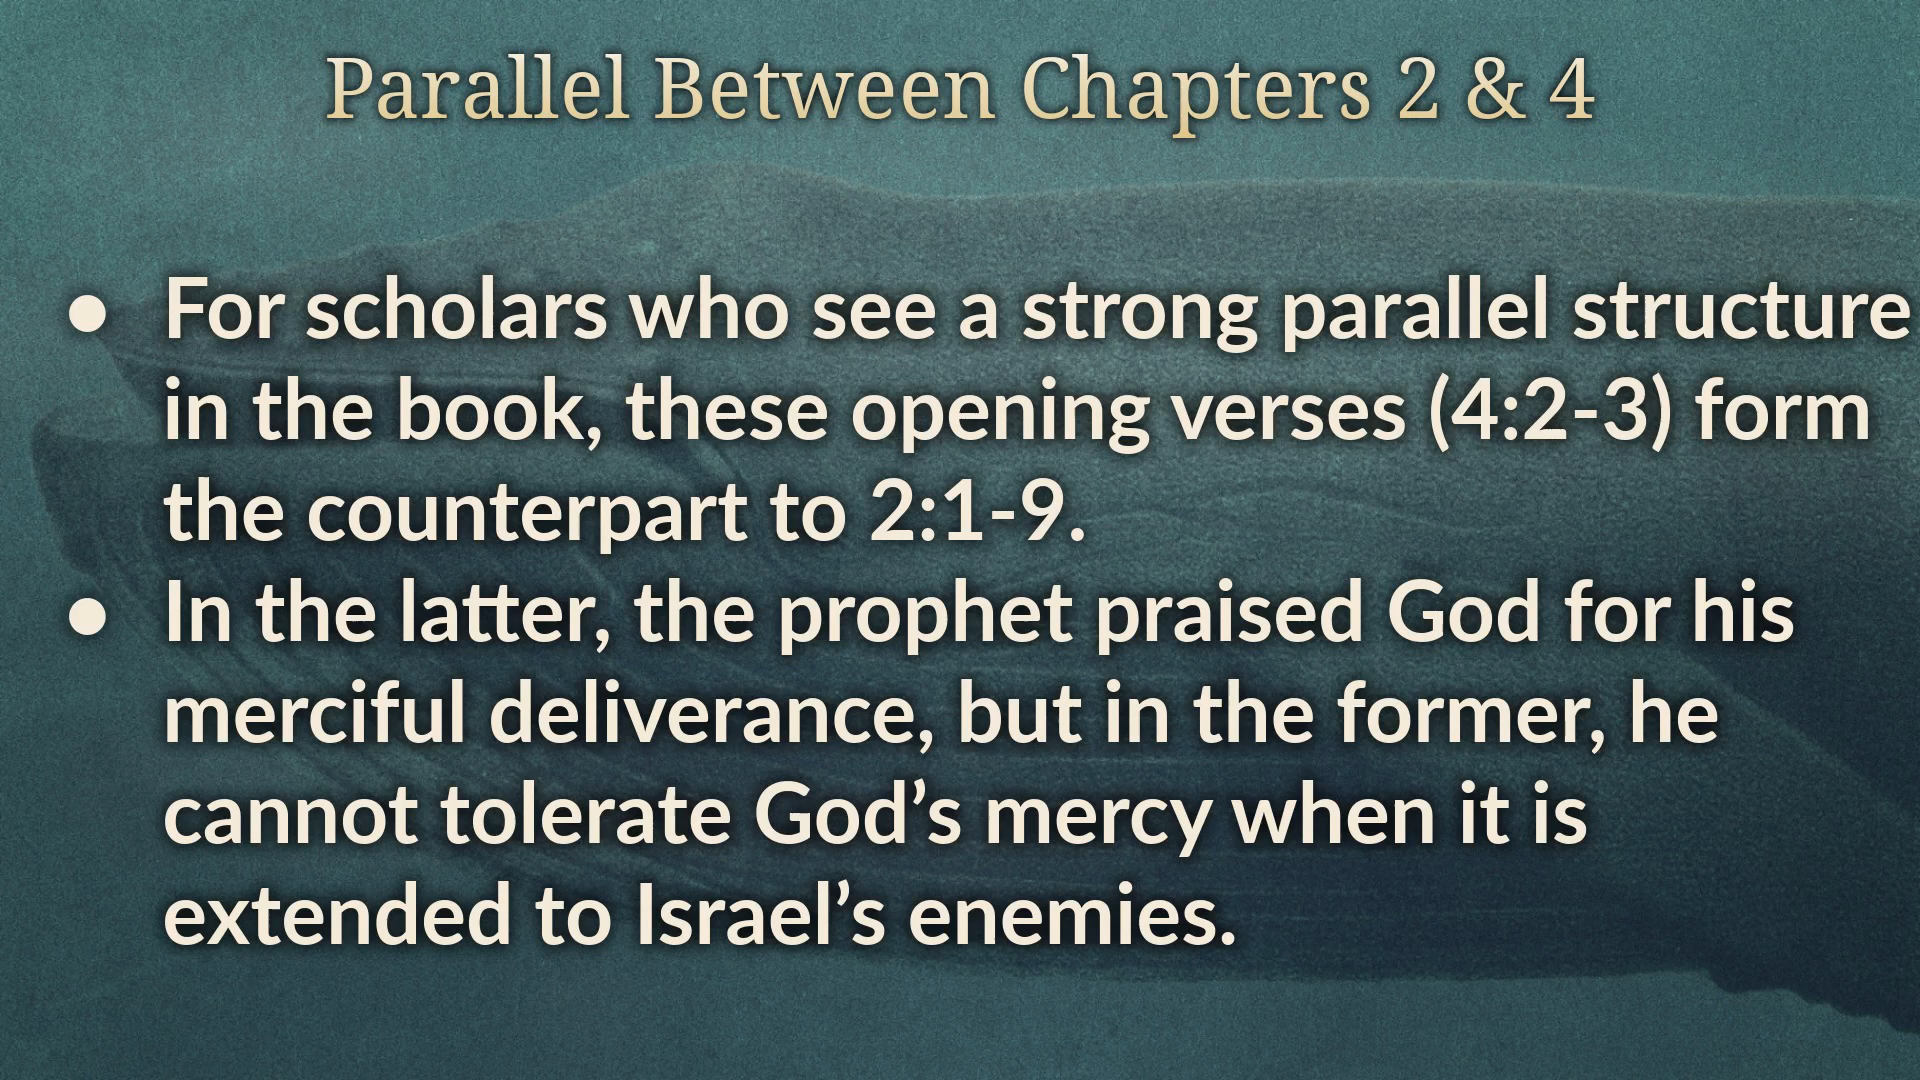 Parallel Between Chapters 2 & 4
● For scholars who see a strong parallel structure
in the book, these opening verses (4:2-3) form
the counterpart to 2:1-9.
● In the latter, the prophet praised God for his
merciful deliverance, but in the former, he
cannot tolerate God’s mercy when it is
extended to Israel’s enemies.